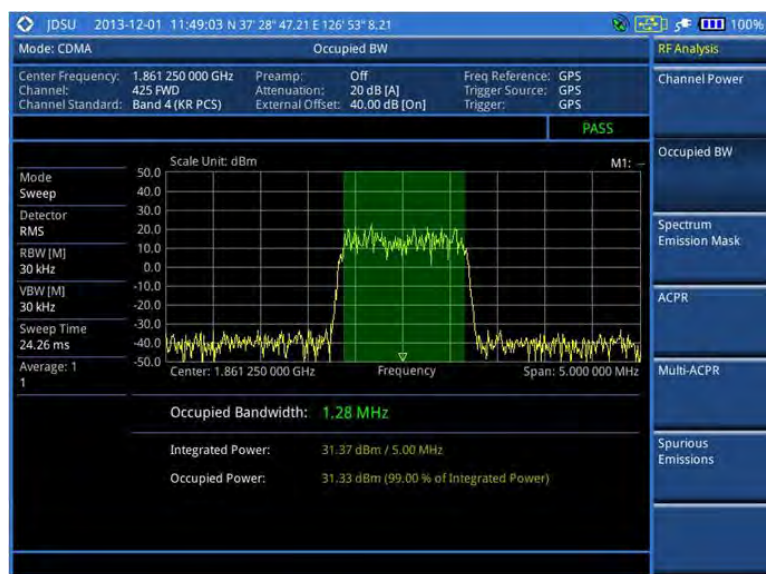 JDSU 2013-12-01 11:49:03 N 37' 28" 47.21 E 126' 53" 8.21 100%
Mode: CDMA Occupied BW RF Analysis
Center Frequency: 1.861 250 000 GHz Preamp: Off Freq Reference: GPS
Channel: 425 FWD Attenuation: 20 dB [A] Trigger Source: GPS
Channel Standard: Band 4 (KR PCS) External Offset: 40.00 dB [On] Trigger: GPS
PASS
Scale Unit: dBm M1: --
50.0
40.0
30.0
20.0
10.0
0.0
-10.0
-20.0
-30.0
-40.0
-50.0
Center: 1.861 250 000 GHz Frequency Span: 5.000 000 MHz
Mode
Sweep
Detector
RMS
RBW [M]
30 kHz
VBW [M]
30 kHz
Sweep Time
24.26 ms
Average: 1
1
Occupied Bandwidth: 1.28 MHz
Integrated Power: 31.37 dBm / 5.00 MHz
Occupied Power: 31.33 dBm (99.00 % of Integrated Power)
Channel Power
Occupied BW
Spectrum
Emission Mask
ACPR
Multi-ACPR
Spurious
Emissions